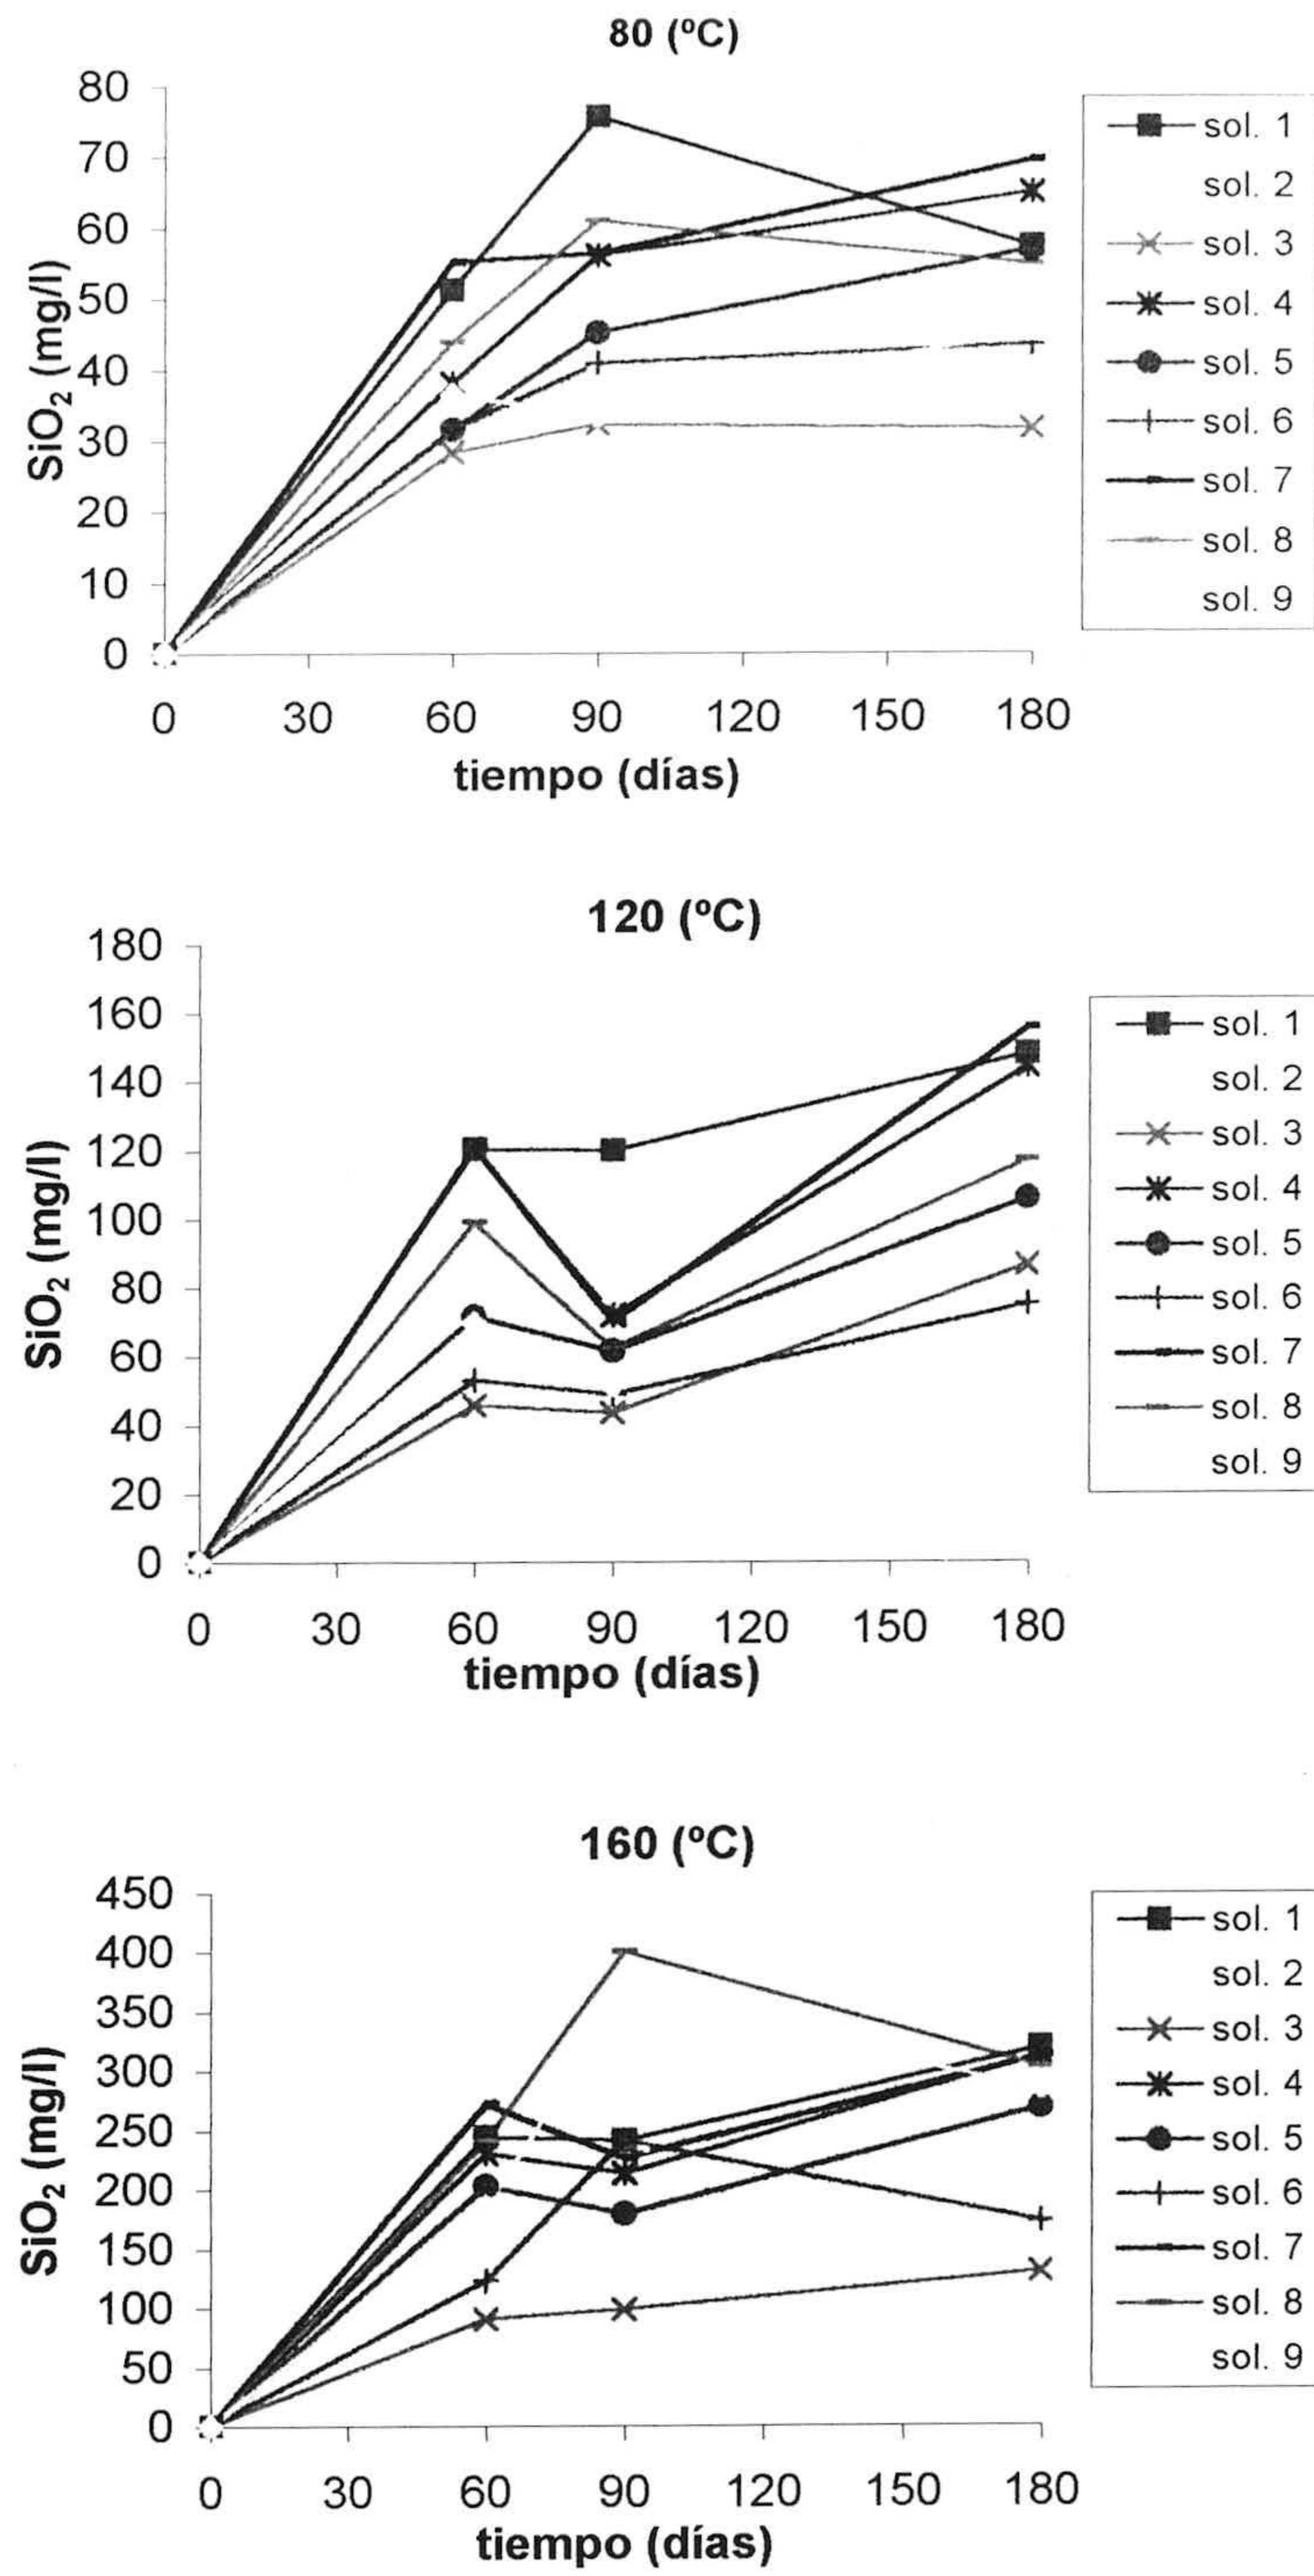 80 (ºC)
80
70
60
50
40
30
20
10
0
SiO₂ (mg/l)
0 30 60 90 120 150 180
tiempo (días)
sol. 1
sol. 2
sol. 3
sol. 4
sol. 5
sol. 6
sol. 7
sol. 8
sol. 9
120 (ºC)
180
160
140
120
100
80
60
40
20
0
SiO₂ (mg/l)
0 30 60 90 120 150 180
tiempo (días)
sol. 1
sol. 2
sol. 3
sol. 4
sol. 5
sol. 6
sol. 7
sol. 8
sol. 9
160 (ºC)
450
400
350
300
250
200
150
100
50
0
SiO₂ (mg/l)
0 30 60 90 120 150 180
tiempo (días)
sol. 1
sol. 2
sol. 3
sol. 4
sol. 5
sol. 6
sol. 7
sol. 8
sol. 9